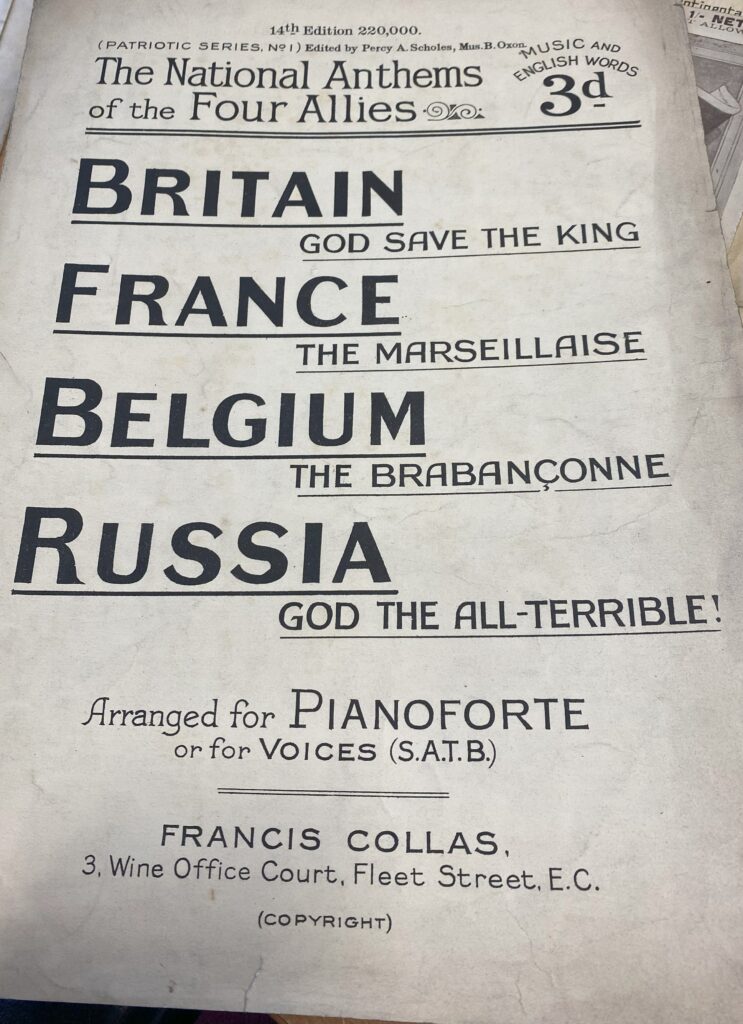 14th Edition 220,000.
(PATRIOTIC SERIES, No 1) Edited by Percy A. Scholes, Mus. B. Oxon.
The National Anthems
of the Four Allies
MUSIC AND
ENGLISH WORDS
3d
BRITAIN
GOD SAVE THE KING
FRANCE
THE MARSEILLAISE
BELGIUM
THE BRABANÇONNE
RUSSIA
GOD THE ALL-TERRIBLE!
Arranged for PIANOFORTE
or for VOICES (S.A.T.B.)
FRANCIS COLLAS,
3, Wine Office Court, Fleet Street, E.C.
(COPYRIGHT)
1/- NET